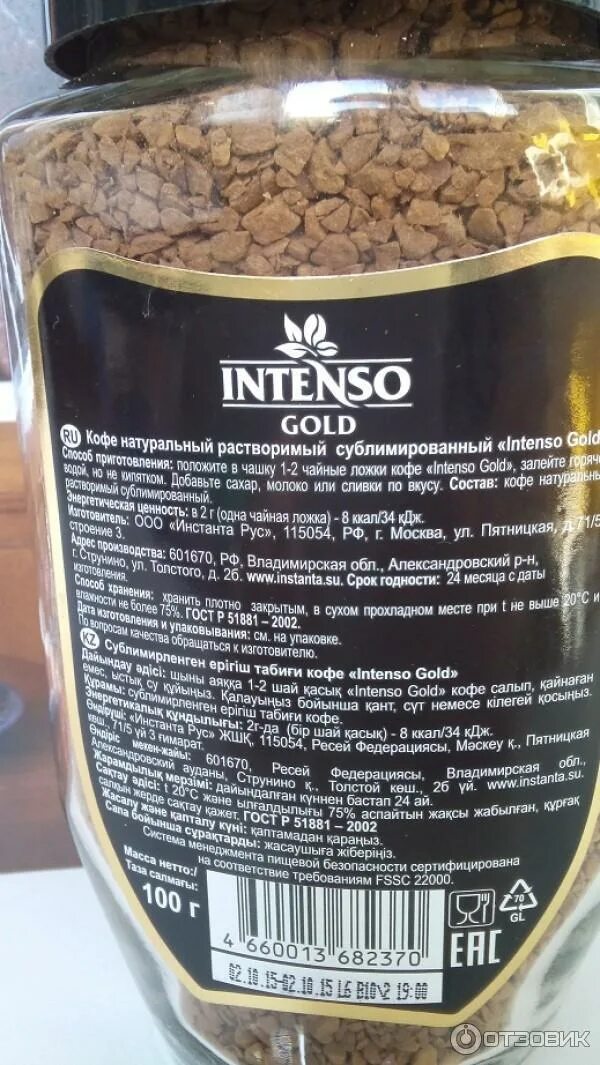 INTENSO
GOLD
RU Кофе натуральный растворимый сублимированный «Intenso Gold
Способ приготовления: положите в чашку 1-2 чайные ложки кофе «Intenso Gold», залейте горяче
водой, но не кипятком. Добавьте сахар, молоко или сливки по вкусу. Состав: кофе натуральны
растворимый сублимированный.
Энергетическая ценность: в 2 г (одна чайная ложка) - 8 ккал/34 кДж.
Изготовитель: ООО «Инстанта Рус», 115054, РФ, г. Москва, ул. Пятницкая, д.71/5
строение 3.
Адрес производства: 601670, РФ, Владимирская обл., Александровский р-н,
г. Струнино, ул. Толстого, д. 2б. www.instanta.su. Срок годности: 24 месяца с даты
изготовления.
Способ хранения: хранить плотно закрытым, в сухом прохладном месте при t не выше 20°C и
влажности не более 75%. ГОСТ Р 51881 – 2002.
Дата изготовления и упаковывания: см. на упаковке.
По вопросам качества обращаться к изготовителю.
KZ Сублимирленген ерігіш табиғи кофе «Intenso Gold»
Дайындау әдісі: шыны аяққа 1-2 шай қасық «Intenso Gold» кофе салып, қайнаған
емес, ыстық су құйыңыз. Қалауыңыз бойынша қант, сүт немесе кілегей қосыңыз.
Құрамы: сублимирленген ерігіш табиғи кофе.
Энергетикалық құндылығы: 2г-да (бір шай қасық) - 8 ккал/34 кДж.
Өндіруші: «Инстанта Рус» ЖШҚ, 115054, Ресей Федерациясы, Мәскеу қ., Пятницкая
көш, 71/5 үй 3 ғимарат.
Өндіріс мекен-жайы: 601670, Ресей Федерациясы, Владимирская обл.,
Александровский ауданы, Струнино қ., Толстой көш., 2б үй. www.instanta.su.
Жарамдылық мерзімі: дайындалған күннен бастап 24 ай.
Сақтау әдісі: t 20°C және ылғалдылығы 75% аспайтын жақсы жабылған, құрғақ
салқын жерде сақтау қажет. ГОСТ Р 51881 – 2002
Жасалу және қапталу күні: қаптамадан қараңыз.
Сапа бойынша сұрақтарды: жасаушыға жіберіңіз.
Система менеджмента пищевой безопасности сертифицирована
на соответствие требованиям FSSC 22000.
Масса нетто:/
Таза салмағы:
100 г
4 660013 682370
02.10.15-02.10.15 L6 B10\2 19:00
70
GL
EAC
ОТЗОВИК